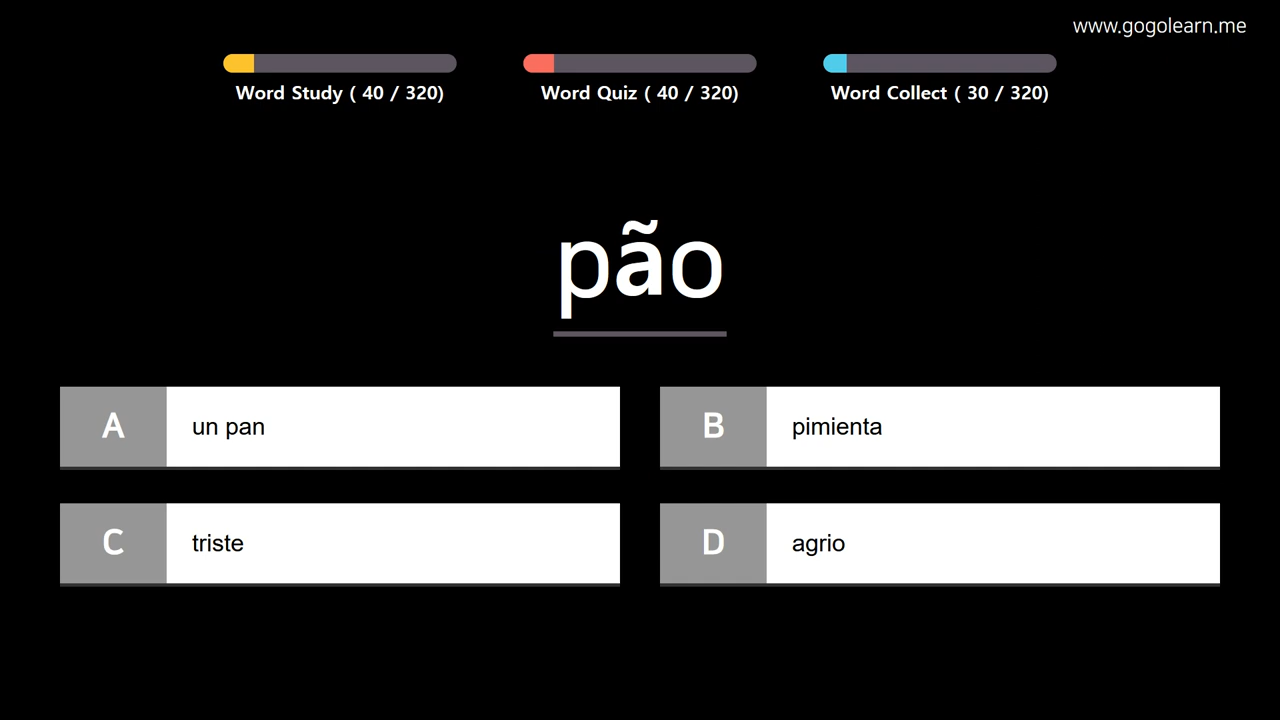 www.gogolearn.me
Word Study ( 40 / 320)
Word Quiz ( 40 / 320)
Word Collect ( 30 / 320)
pão
A un pan
B pimienta
C triste
D agrio